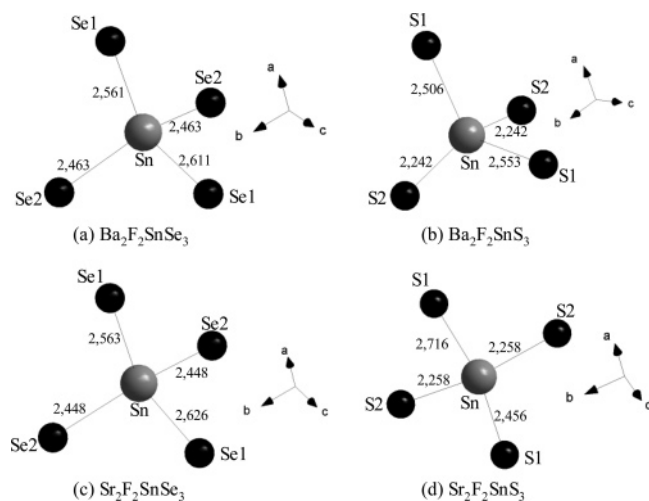 Se1
Se2
2,561
2,463
2,463
2,611
Sn
Se2
Se1
a
b
c
(a) Ba₂F₂SnSe₃
S1
S2
2,506
2,242
2,242
2,553
Sn
S1
S2
a
b
c
(b) Ba₂F₂SnS₃
Se1
Se2
2,563
2,448
2,448
2,626
Sn
Se2
Se1
a
b
c
(c) Sr₂F₂SnSe₃
S1
S2
2,716
2,258
2,258
S2
Sn
2,456
S1
a
b
c
(d) Sr₂F₂SnS₃